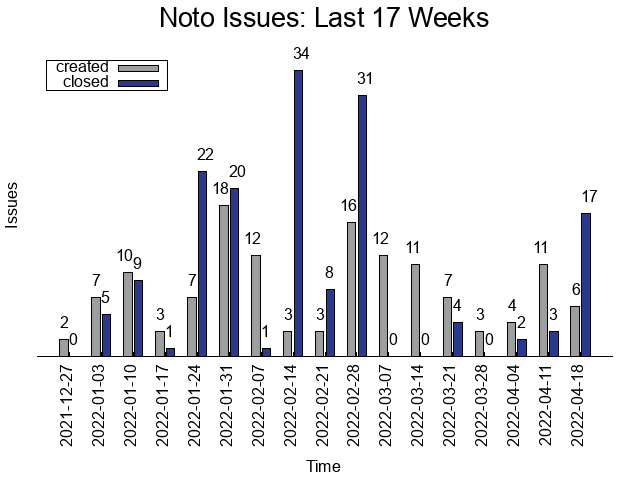 Noto Issues: Last 17 Weeks
created
closed
Issues
2 0 7 5 10 9 3 1 7 22 18 20 12 1 3 34 3 8 16 31 12 0 11 0 7 4 3 0 4 2 11 3 6 17
2021-12-27
2022-01-03
2022-01-10
2022-01-17
2022-01-24
2022-01-31
2022-02-07
2022-02-14
2022-02-21
2022-02-28
2022-03-07
2022-03-14
2022-03-21
2022-03-28
2022-04-04
2022-04-11
2022-04-18
Time